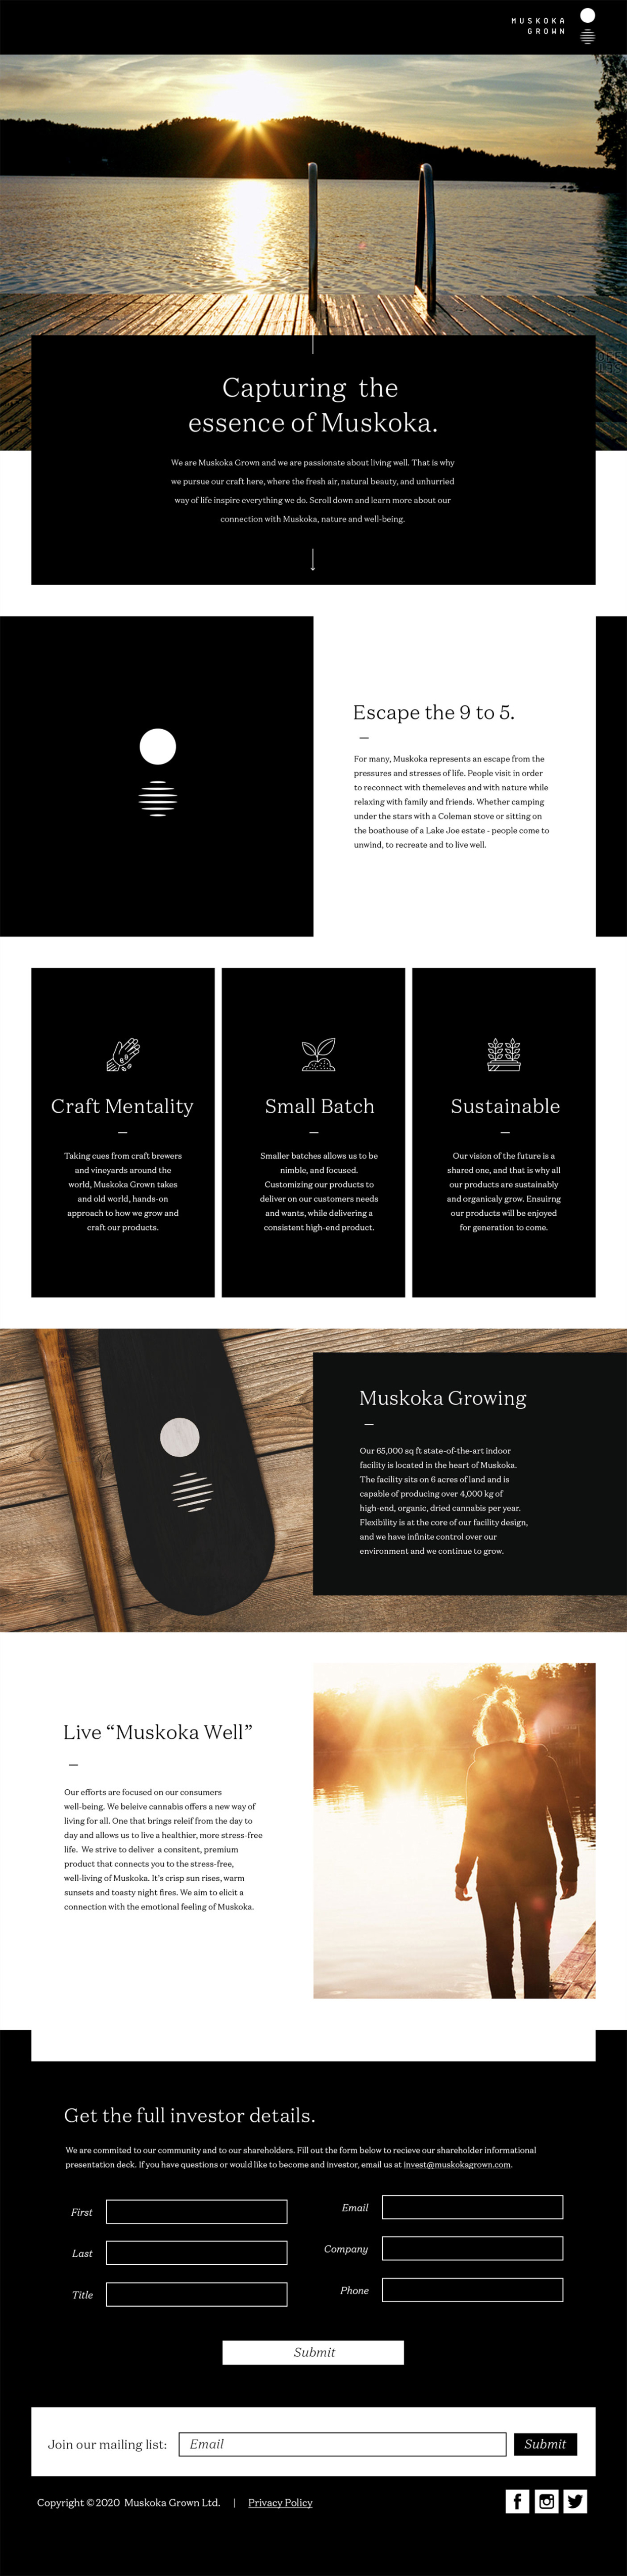 MUSKOKA
GROWN
Capturing the
essence of Muskoka.
We are Muskoka Grown and we are passionate about living well. That is why
we pursue our craft here, where the fresh air, natural beauty, and unhurried
way of life inspire everything we do. Scroll down and learn more about our
connection with Muskoka, nature and well-being.
Escape the 9 to 5.
For many, Muskoka represents an escape from the
pressures and stresses of life. People visit in order
to reconnect with themeleves and with nature while
relaxing with family and friends. Whether camping
under the stars with a Coleman stove or sitting on
the boathouse of a Lake Joe estate - people come to
unwind, to recreate and to live well.
Craft Mentality
Taking cues from craft brewers
and vineyards around the
world, Muskoka Grown takes
and old world, hands-on
approach to how we grow and
craft our products.
Small Batch
Smaller batches allows us to be
nimble, and focused.
Customizing our products to
deliver on our customers needs
and wants, while delivering a
consistent high-end product.
Sustainable
Our vision of the future is a
shared one, and that is why all
our products are sustainably
and organicaly grow. Ensuirng
our products will be enjoyed
for generation to come.
Muskoka Growing
Our 65,000 sq ft state-of-the-art indoor
facility is located in the heart of Muskoka.
The facility sits on 6 acres of land and is
capable of producing over 4,000 kg of
high-end, organic, dried cannabis per year.
Flexibility is at the core of our facility design,
and we have infinite control over our
environment and we continue to grow.
Live “Muskoka Well”
Our efforts are focused on our consumers
well-being. We beleive cannabis offers a new way of
living for all. One that brings releif from the day to
day and allows us to live a healthier, more stress-free
life. We strive to deliver a consitent, premium
product that connects you to the stress-free,
well-living of Muskoka. It's crisp sun rises, warm
sunsets and toasty night fires. We aim to elicit a
connection with the emotional feeling of Muskoka.
Get the full investor details.
We are commited to our community and to our shareholders. Fill out the form below to recieve our shareholder informational
presentation deck. If you have questions or would like to become and investor, email us at invest@muskokagrown.com.
First
Last
Title
Email
Company
Phone
Submit
Join our mailing list: Email Submit
Copyright © 2020 Muskoka Grown Ltd. | Privacy Policy